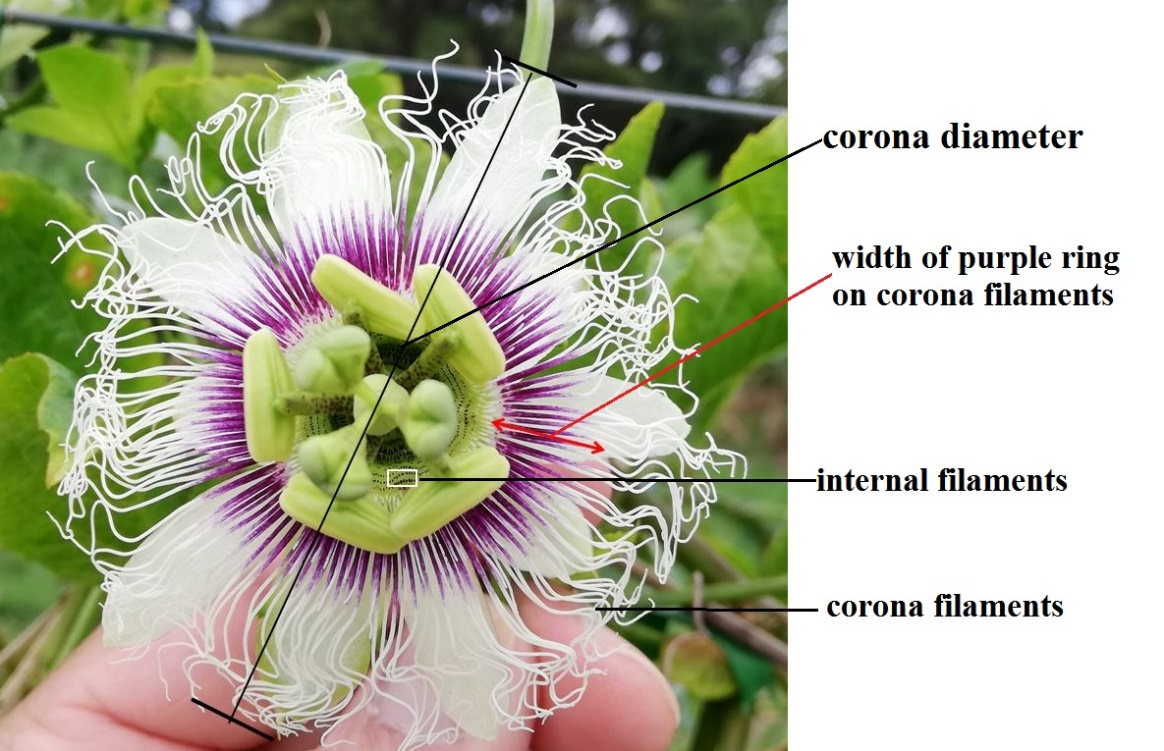 corona diameter
width of purple ring
on corona filaments
internal filaments
corona filaments